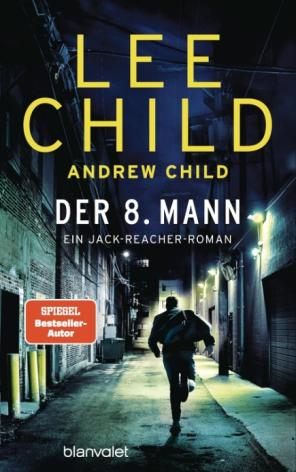 LEE
CHILD
ANDREW CHILD
DER 8. MANN
EIN JACK-REACHER-ROMAN
SPIEGEL
Bestseller-
Autor
blanvalet